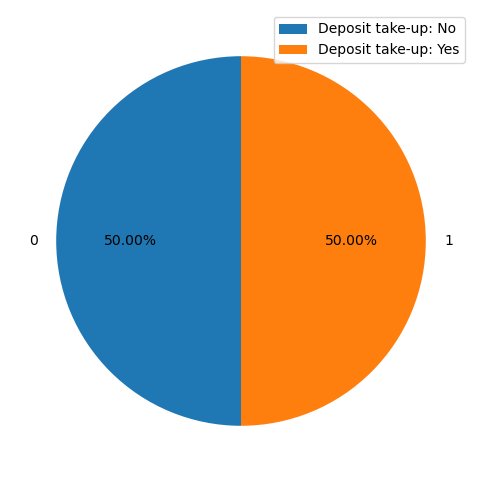 Deposit take-up: No
Deposit take-up: Yes
0
50.00%
50.00%
1